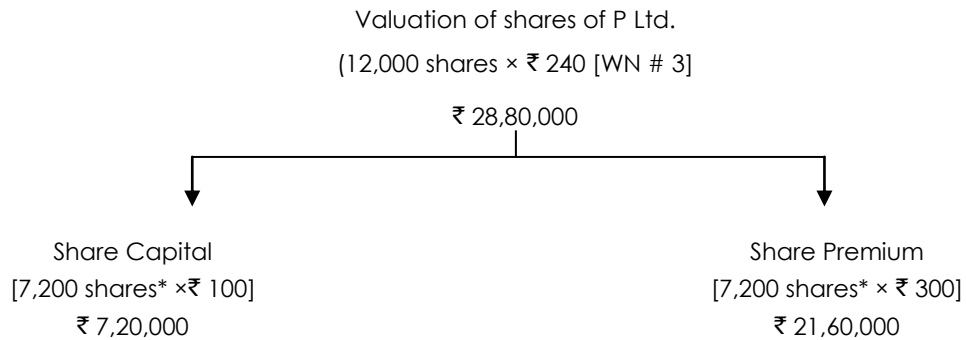 Valuation of shares of P Ltd.
(12,000 shares × ₹ 240 [WN # 3]
₹ 28,80,000
Share Capital
[7,200 shares* ×₹ 100]
₹ 7,20,000
Share Premium
[7,200 shares* × ₹ 300]
₹ 21,60,000